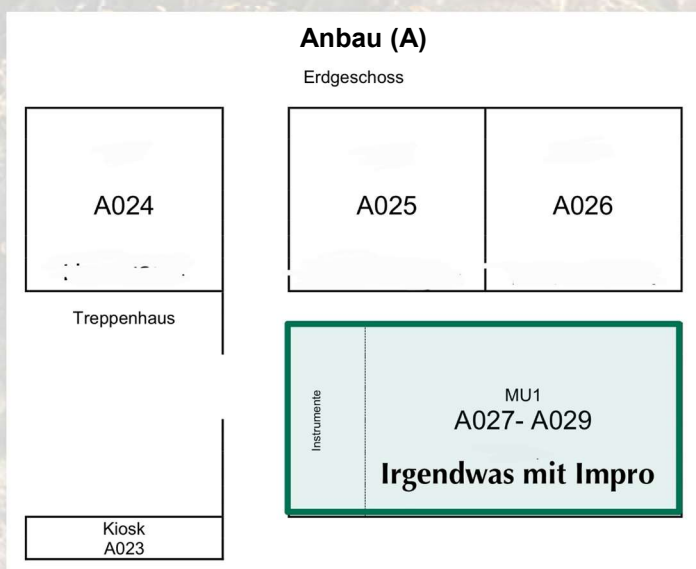 Anbau (A)
Erdgeschoss
A024
A025
A026
Treppenhaus
Instrumente
MU1
A027- A029
Irgendwas mit Impro
Kiosk
A023